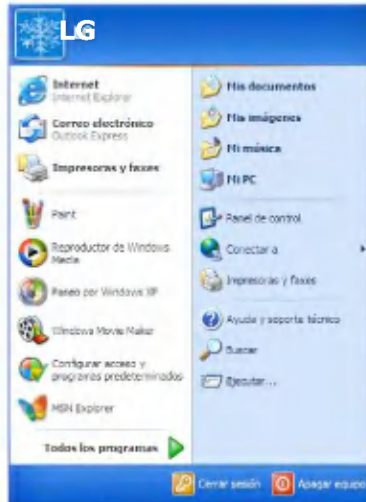 LG
Internet
Internet Explorer
Correo electrónico
Outlook Express
Impresoras y faxes
Paint
Reproductor de Windows
Media
Paseo por Windows XP
Windows Movie Maker
Configurar acceso y
programas predeterminados
MSN Explorer
Todos los programas
Mis documentos
Mis imágenes
Mi música
Mi PC
Panel de control
Conectar a
Impresoras y faxes
Ayuda y soporte técnico
Buscar
Ejecutar...
Cerrar sesión
Apagar equipo